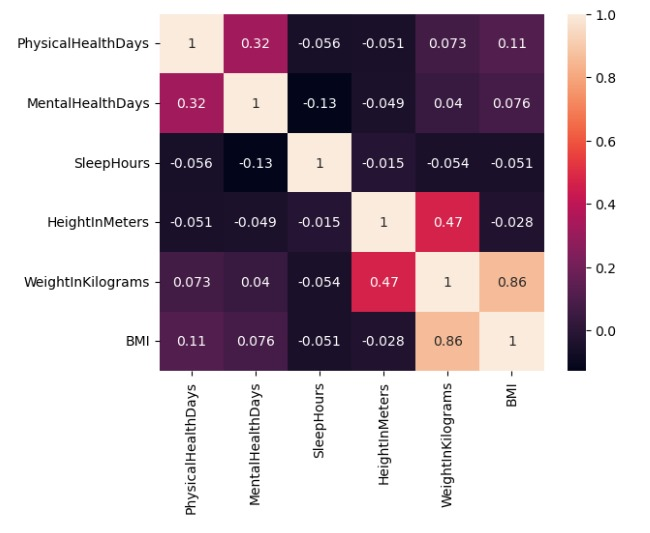 PhysicalHealthDays 1 0.32 -0.056 -0.051 0.073 0.11
MentalHealthDays 0.32 1 -0.13 -0.049 0.04 0.076
SleepHours -0.056 -0.13 1 -0.015 -0.054 -0.051
HeightInMeters -0.051 -0.049 -0.015 1 0.47 -0.028
WeightInKilograms 0.073 0.04 -0.054 0.47 1 0.86
BMI 0.11 0.076 -0.051 -0.028 0.86 1
PhysicalHealthDays
MentalHealthDays
SleepHours
HeightInMeters
WeightInKilograms
BMI
1.0
0.8
0.6
0.4
0.2
0.0